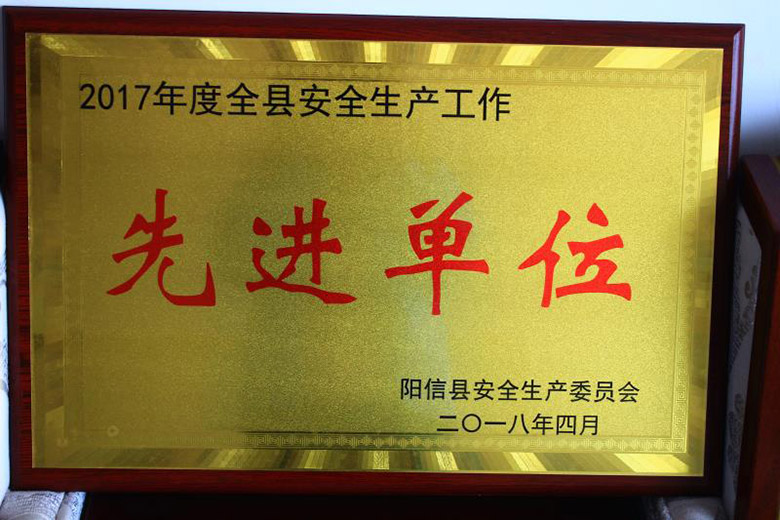 2017年度全县安全生产工作
先进单位
阳信县安全生产委员会
二〇一八年四月